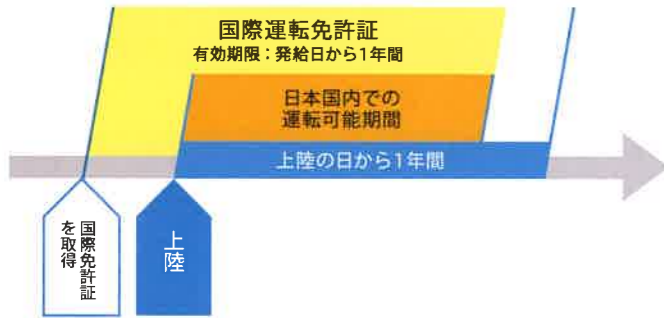 国際運転免許証
有効期限：発給日から1年間
日本国内での
運転可能期間
上陸の日から1年間
国際免許証
を取得
上陸